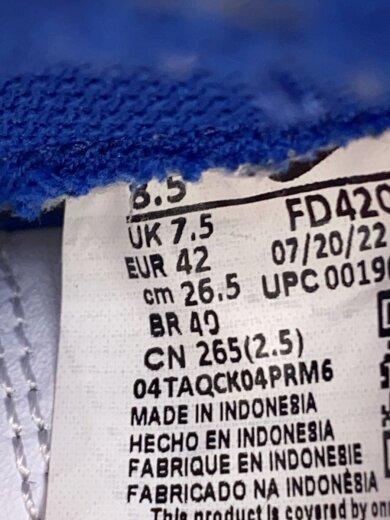 8.5 FD42
UK 7.5 07/20/22
EUR 42 UPC 0019
cm 26.5
BR 40
CN 265(2.5)
04TAQCK04PRM6
MADE IN INDONESIA
HECHO EN INDONESIA
FABRIQUE EN INDONESIE
FABRICADO NA INDONÈSIA
This product is covered by